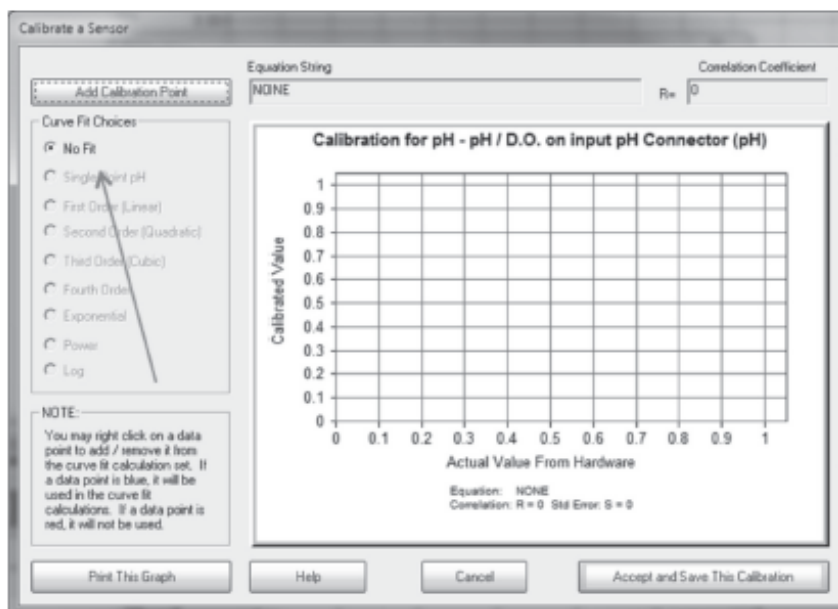 Calibrate a Sensor
Add Calibration Point
Equation String
NONE
Correlation Coefficient
R=
0
Curve Fit Choices
No Fit
Single Point pH
First Order (Linear)
Second Order (Quadratic)
Third Order (Cubic)
Fourth Order
Exponential
Power
Log
NOTE:
You may right click on a data
point to add / remove it from
the curve fit calculation set. If
a data point is blue, it will be
used in the curve fit
calculations. If a data point is
red, it will not be used.
Calibration for pH - pH / D.O. on input pH Connector (pH)
Calibrated Value
1
0.9
0.8
0.7
0.6
0.5
0.4
0.3
0.2
0.1
0
0 0.1 0.2 0.3 0.4 0.5 0.6 0.7 0.8 0.9 1
Actual Value From Hardware
Equation: NONE
Correlation: R = 0 Std Error: S = 0
Print This Graph
Help
Cancel
Accept and Save This Calibration